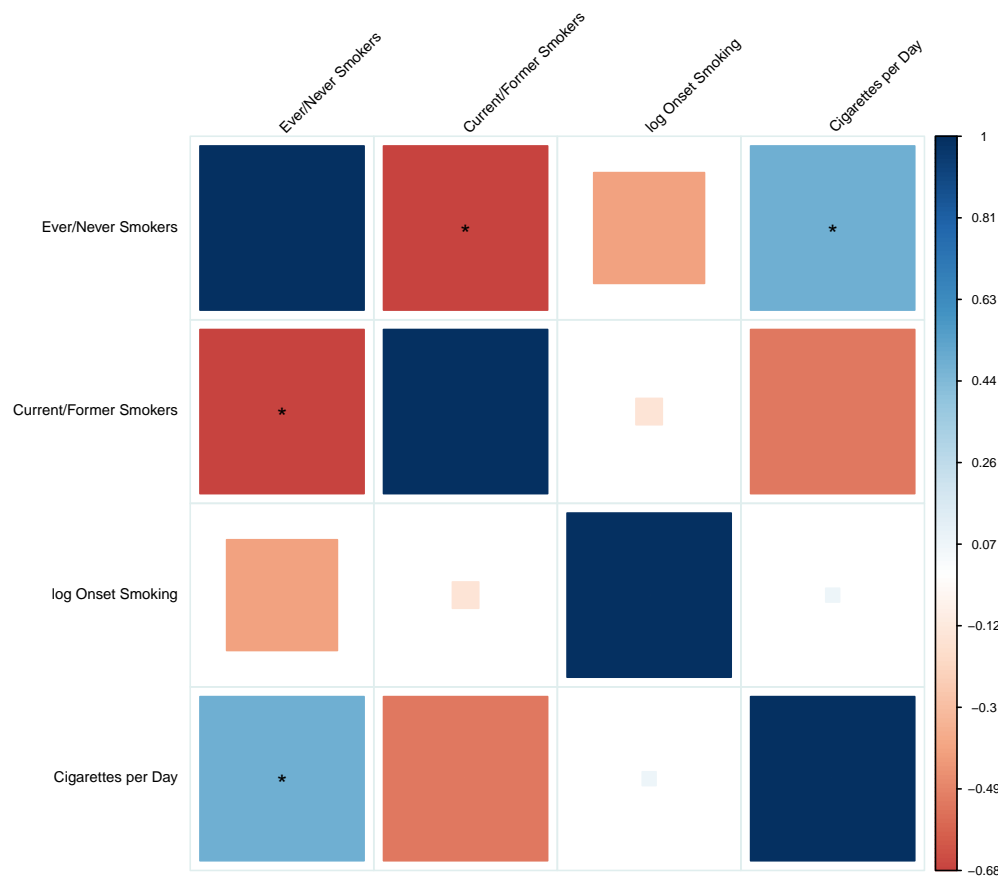 Ever/Never Smokers
Current/Former Smokers
log Onset Smoking
Cigarettes per Day
Ever/Never Smokers
*
*
Current/Former Smokers
*
log Onset Smoking
Cigarettes per Day
*
1
0.81
0.63
0.44
0.26
0.07
−0.12
−0.3
−0.49
−0.68